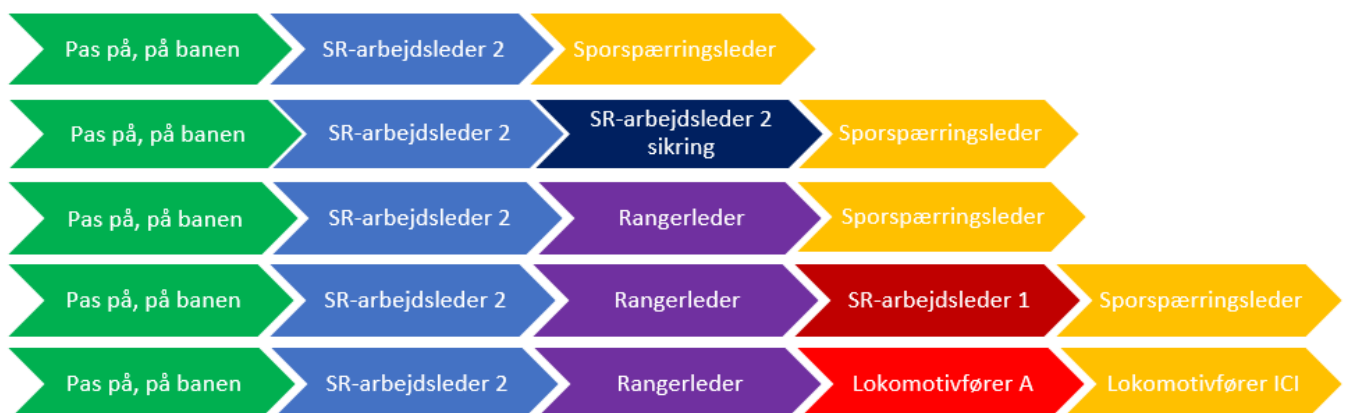 Pas på, på banen SR-arbejdsleder 2 Sporspærringsleder
Pas på, på banen SR-arbejdsleder 2 SR-arbejdsleder 2 sikring Sporspærringsleder
Pas på, på banen SR-arbejdsleder 2 Rangerleder Sporspærringsleder
Pas på, på banen SR-arbejdsleder 2 Rangerleder SR-arbejdsleder 1 Sporspærringsleder
Pas på, på banen SR-arbejdsleder 2 Rangerleder Lokomotivfører A Lokomotivfører ICI